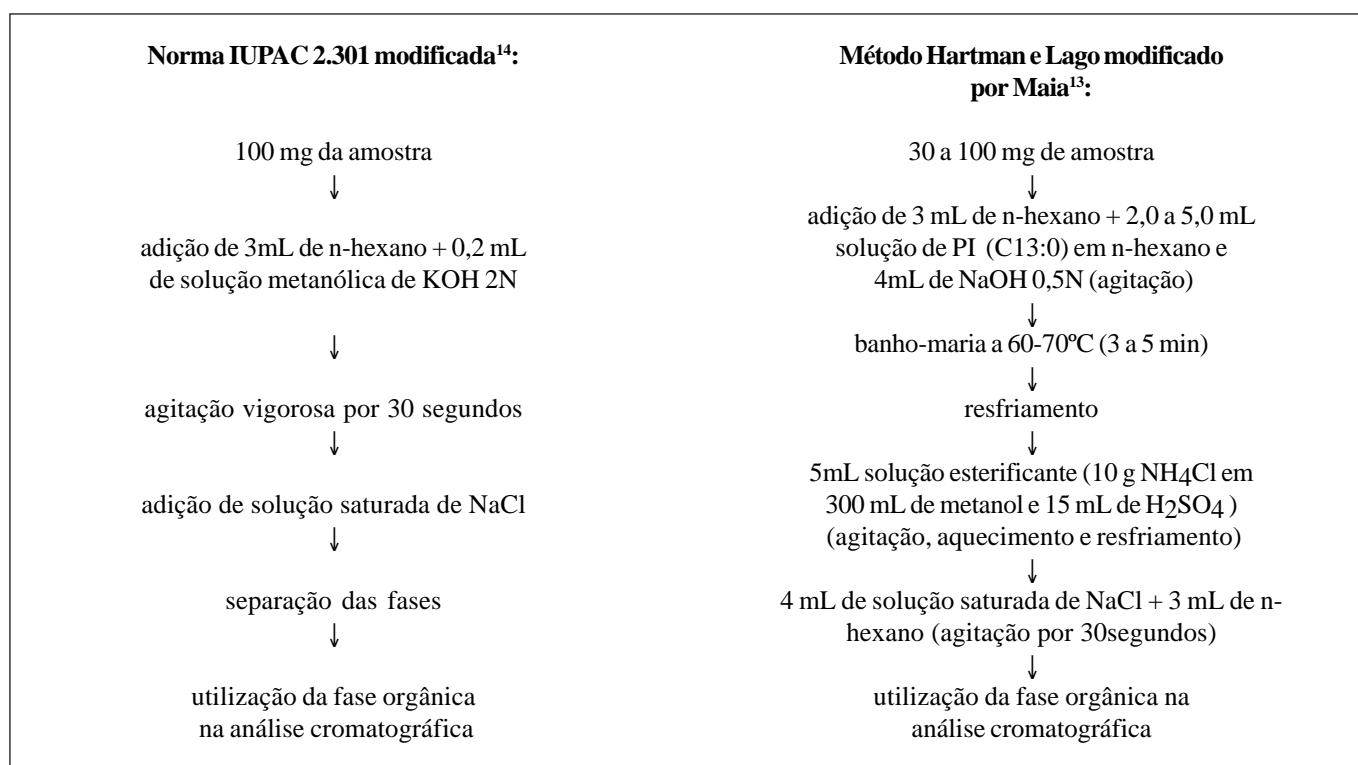 Norma IUPAC 2.301 modificada¹⁴:
100 mg da amostra
↓
adição de 3mL de n-hexano + 0,2 mL
de solução metanólica de KOH 2N
↓
agitação vigorosa por 30 segundos
↓
adição de solução saturada de NaCl
↓
separação das fases
↓
utilização da fase orgânica
na análise cromatográfica
Método Hartman e Lago modificado
por Maia¹³:
30 a 100 mg de amostra
↓
adição de 3 mL de n-hexano + 2,0 a 5,0 mL
solução de PI (C13:0) em n-hexano e
4mL de NaOH 0,5N (agitação)
↓
banho-maria a 60-70ºC (3 a 5 min)
↓
resfriamento
↓
5mL solução esterificante (10 g NH4Cl em
300 mL de metanol e 15 mL de H2SO4 )
(agitação, aquecimento e resfriamento)
↓
4 mL de solução saturada de NaCl + 3 mL de n-
hexano (agitação por 30segundos)
↓
utilização da fase orgânica na
análise cromatográfica